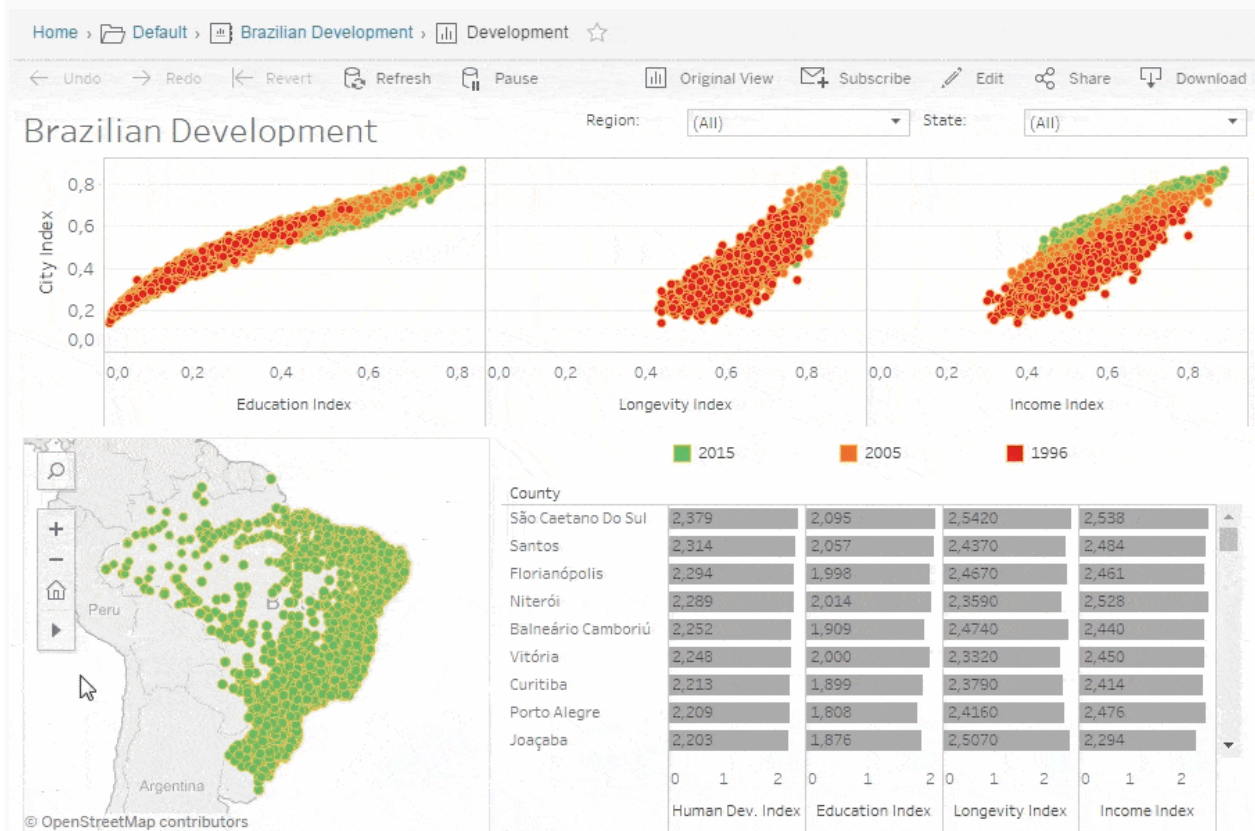 Home › Default › Brazilian Development › Development
Undo Redo Revert Refresh Pause Original View Subscribe Edit Share Download
Brazilian Development
Region: (All) State: (All)
City Index
0,8
0,6
0,4
0,2
0,0
0,0 0,2 0,4 0,6 0,8 0,0 0,2 0,4 0,6 0,8 0,0 0,2 0,4 0,6 0,8
Education Index Longevity Index Income Index
2015 2005 1996
Peru
B
Argentina
© OpenStreetMap contributors
County
São Caetano Do Sul 2,379 2,095 2,5420 2,538
Santos 2,314 2,057 2,4370 2,484
Florianópolis 2,294 1,998 2,4670 2,461
Niterói 2,289 2,014 2,3590 2,528
Balneário Camboriú 2,252 1,909 2,4740 2,440
Vitória 2,248 2,000 2,3320 2,450
Curitiba 2,213 1,899 2,3790 2,414
Porto Alegre 2,209 1,808 2,4160 2,476
Joaçaba 2,203 1,876 2,5070 2,294
0 1 2 0 1 2 0 1 2 0 1 2
Human Dev. Index Education Index Longevity Index Income Index